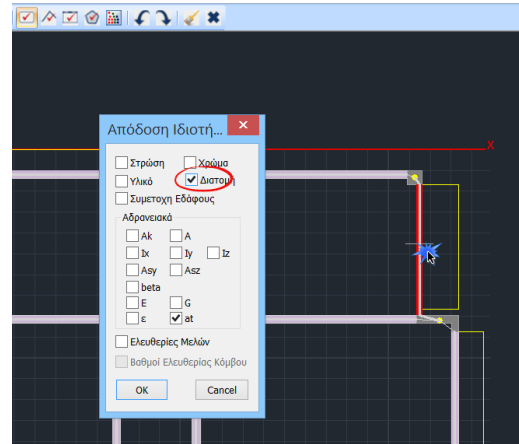 Απόδοση Ιδιοτή...
X
Στρώση Χρώμα
Υλικό Διατομή
Συμετοχη Εδάφους
Αδρανειακά
Ak A
Ix Iy Iz
Asy Asz
beta
E G
ε at
Ελευθερίες Μελών
Βαθμοί Ελευθερίας Κόμβου
OK Cancel